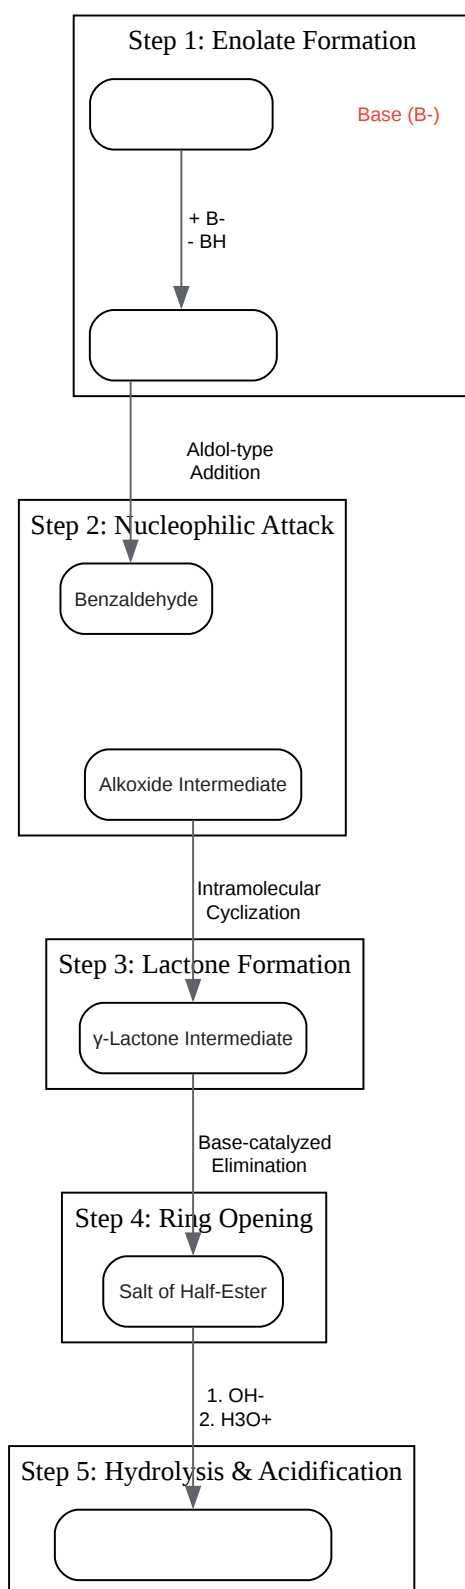 Step 1: Enolate Formation
Base (B-)
+ B-
- BH
Aldol-type
Addition
Step 2: Nucleophilic Attack
Benzaldehyde
Alkoxide Intermediate
Intramolecular
Cyclization
Step 3: Lactone Formation
γ-Lactone Intermediate
Base-catalyzed
Elimination
Step 4: Ring Opening
Salt of Half-Ester
1. OH-
2. H3O+
Step 5: Hydrolysis & Acidification